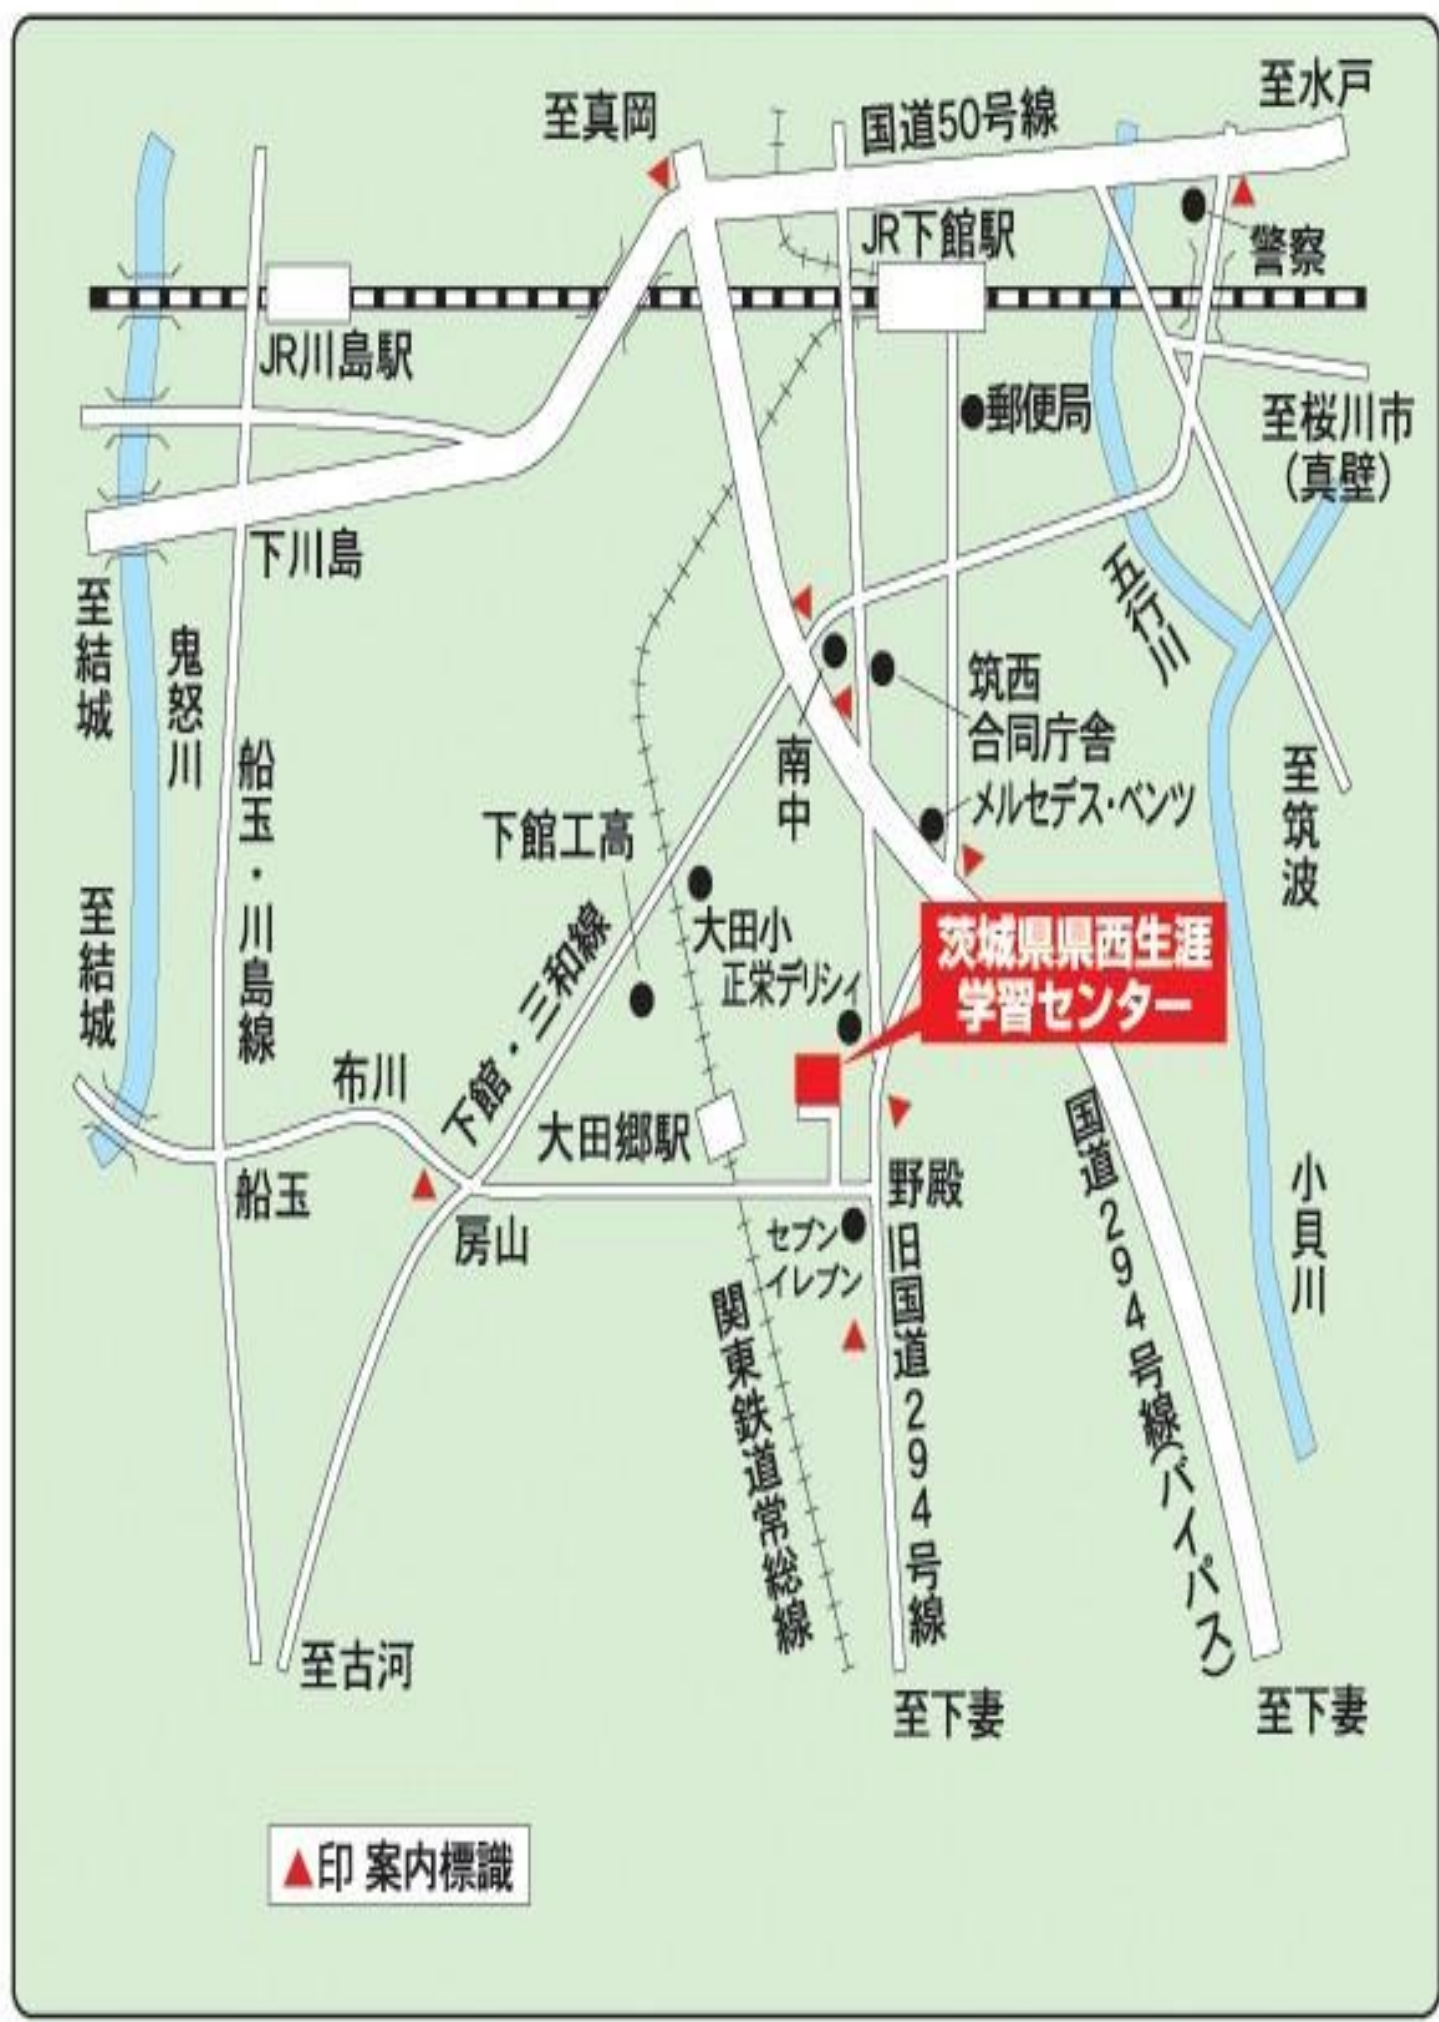 至水戸
至真岡
国道50号線
JR下館駅
警察
JR川島駅
郵便局
至桜川市
(真壁)
下川島
至結城
鬼怒川
五行川
筑西
合同庁舎
南中
船玉・川島線
メルセデス・ベンツ
至筑波
下館工高
至結城
大田小
正栄デリシィ
茨城県県西生涯
学習センター
下館・三和線
布川
大田郷駅
国道294号線(バイパス)
船玉
野殿
小貝川
房山
セブン
イレブン
旧国道294号線
関東鉄道常総線
至古河
至下妻
至下妻
▲印 案内標識